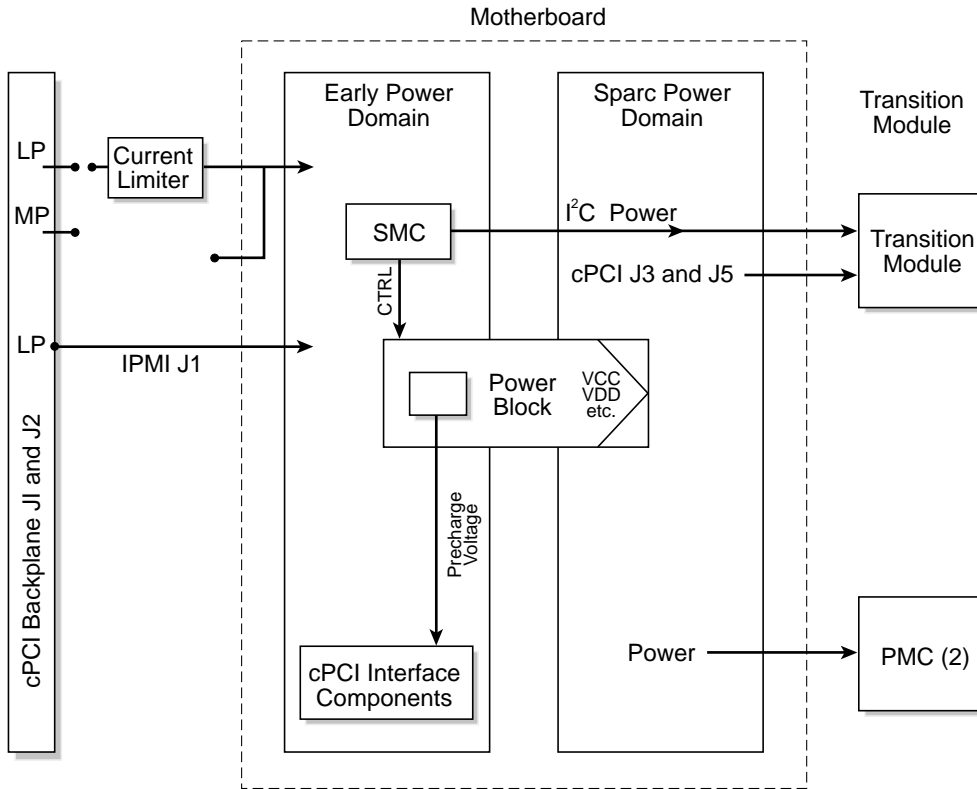 Motherboard
Early Power
Domain
Sparc Power
Domain
Transition
Module
LP
Current
Limiter
MP
SMC
I²C Power
Transition
Module
cPCI J3 and J5
CTRL
LP
IPMI J1
Power
Block
VCC
VDD
etc.
cPCI Backplane JI and J2
Precharge
Voltage
cPCI Interface
Components
Power
PMC (2)